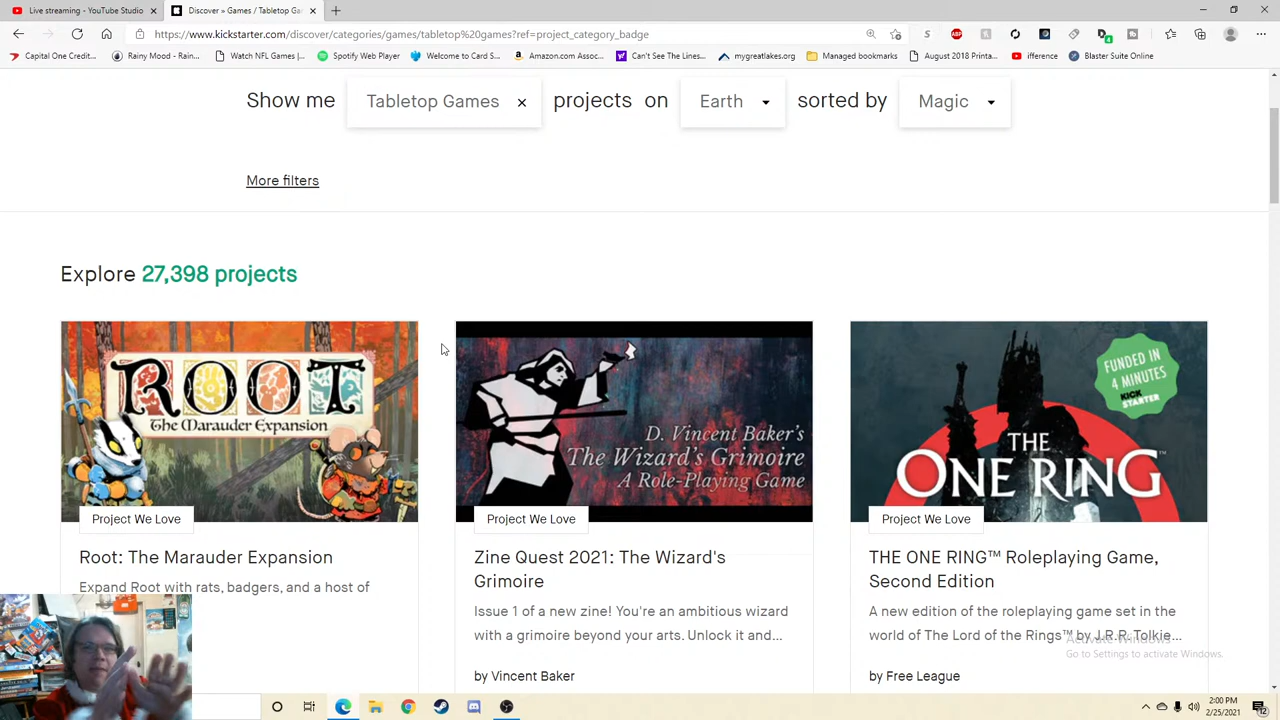 Live streaming - YouTube Studio
Discover » Games / Tabletop Ga
https://www.kickstarter.com/discover/categories/games/tabletop%20games?ref=project_category_badge
Capital One Credit...
Rainy Mood - Rain...
Watch NFL Games |...
Spotify Web Player
Welcome to Card S...
Amazon.com Assoc...
Can't See The Lines...
mygreatlakes.org
Managed bookmarks
August 2018 Printa...
ifference
Blaster Suite Online
Show me Tabletop Games × projects on Earth sorted by Magic
More filters
Explore 27,398 projects
ROOT
The Marauder Expansion
Project We Love
Root: The Marauder Expansion
Expand Root with rats, badgers, and a host of
D. Vincent Baker's
The Wizard's Grimoire
A Role-Playing Game
Project We Love
Zine Quest 2021: The Wizard's
Grimoire
Issue 1 of a new zine! You're an ambitious wizard
with a grimoire beyond your arts. Unlock it and...
by Vincent Baker
FUNDED IN
4 MINUTES
KICK
STARTER
THE
ONE RING™
Project We Love
THE ONE RING™ Roleplaying Game,
Second Edition
A new edition of the roleplaying game set in the
world of The Lord of the Rings™ by J.R.R. Tolkie...
by Free League
Activate Windows
Go to Settings to activate Windows.
2:00 PM
2/25/2021